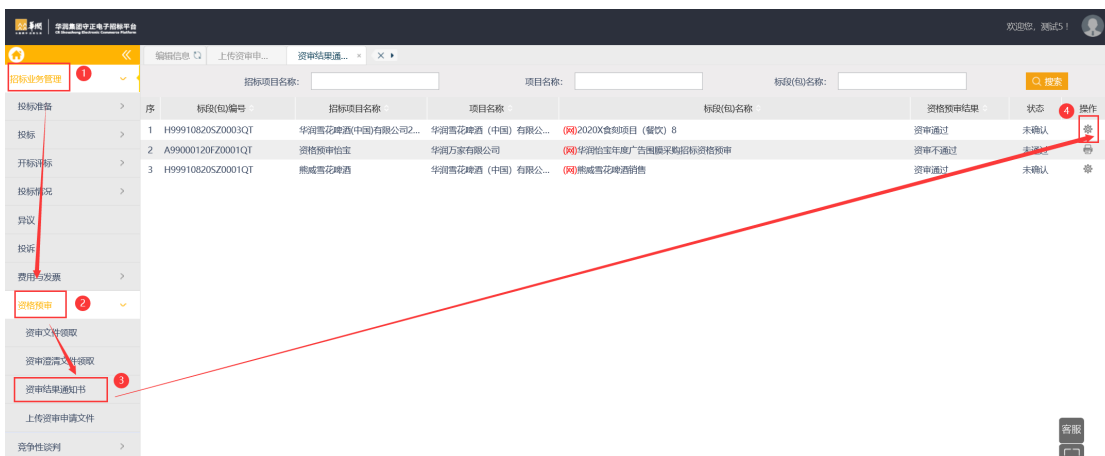 华润集团守正电子招标平台
欢迎您，测试5！
编辑信息 上传资审申... 资审结果通...
招标业务管理 1
招标项目名称: 项目名称: 标段(包)名称: 搜索
投标准备
投标
开标评标
投标情况
异议
投诉
费用与发票
资格预审 2
资审文件领取
资审澄清文件领取
资审结果通知书 3
上传资审申请文件
竞争性谈判
序 标段(包)编号 招标项目名称 项目名称 标段(包)名称 资格预审结果 状态 4 操作
1 H99910820SZ0003QT 华润雪花啤酒(中国)有限公司2... 华润雪花啤酒（中国）有限公... (网)2020X食刻项目（餐饮）8 资审通过 未确认
2 A99000120FZ0001QT 资格预审怡宝 华润万家有限公司 (网)华润怡宝年度广告围膜采购招标资格预审 资审不通过 未通过
3 H99910820SZ0001QT 熊威雪花啤酒 华润雪花啤酒（中国）有限公... (网)熊威雪花啤酒销售 资审通过 未确认
客服